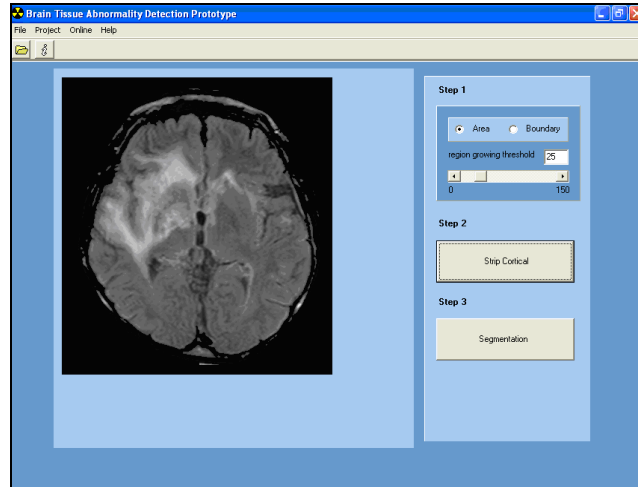 Brain Tissue Abnormality Detection Prototype
File Project Online Help
Step 1
Area Boundary
region growing threshold 25
0 150
Step 2
Strip Cortical
Step 3
Segmentation